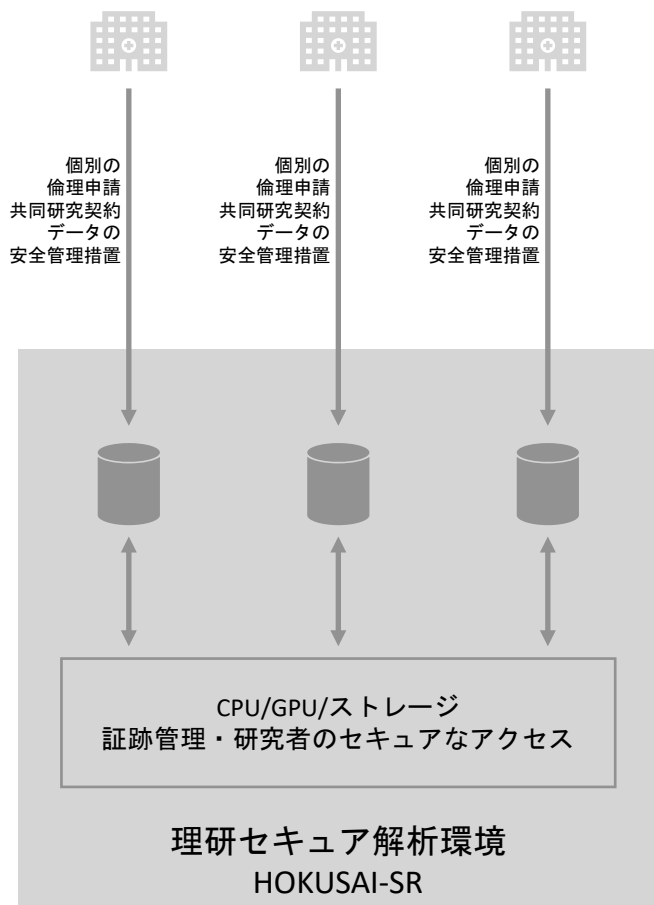 個別の
倫理申請
共同研究契約
データの
安全管理措置
個別の
倫理申請
共同研究契約
データの
安全管理措置
個別の
倫理申請
共同研究契約
データの
安全管理措置
CPU/GPU/ストレージ
証跡管理・研究者のセキュアなアクセス
理研セキュア解析環境
HOKUSAI-SR